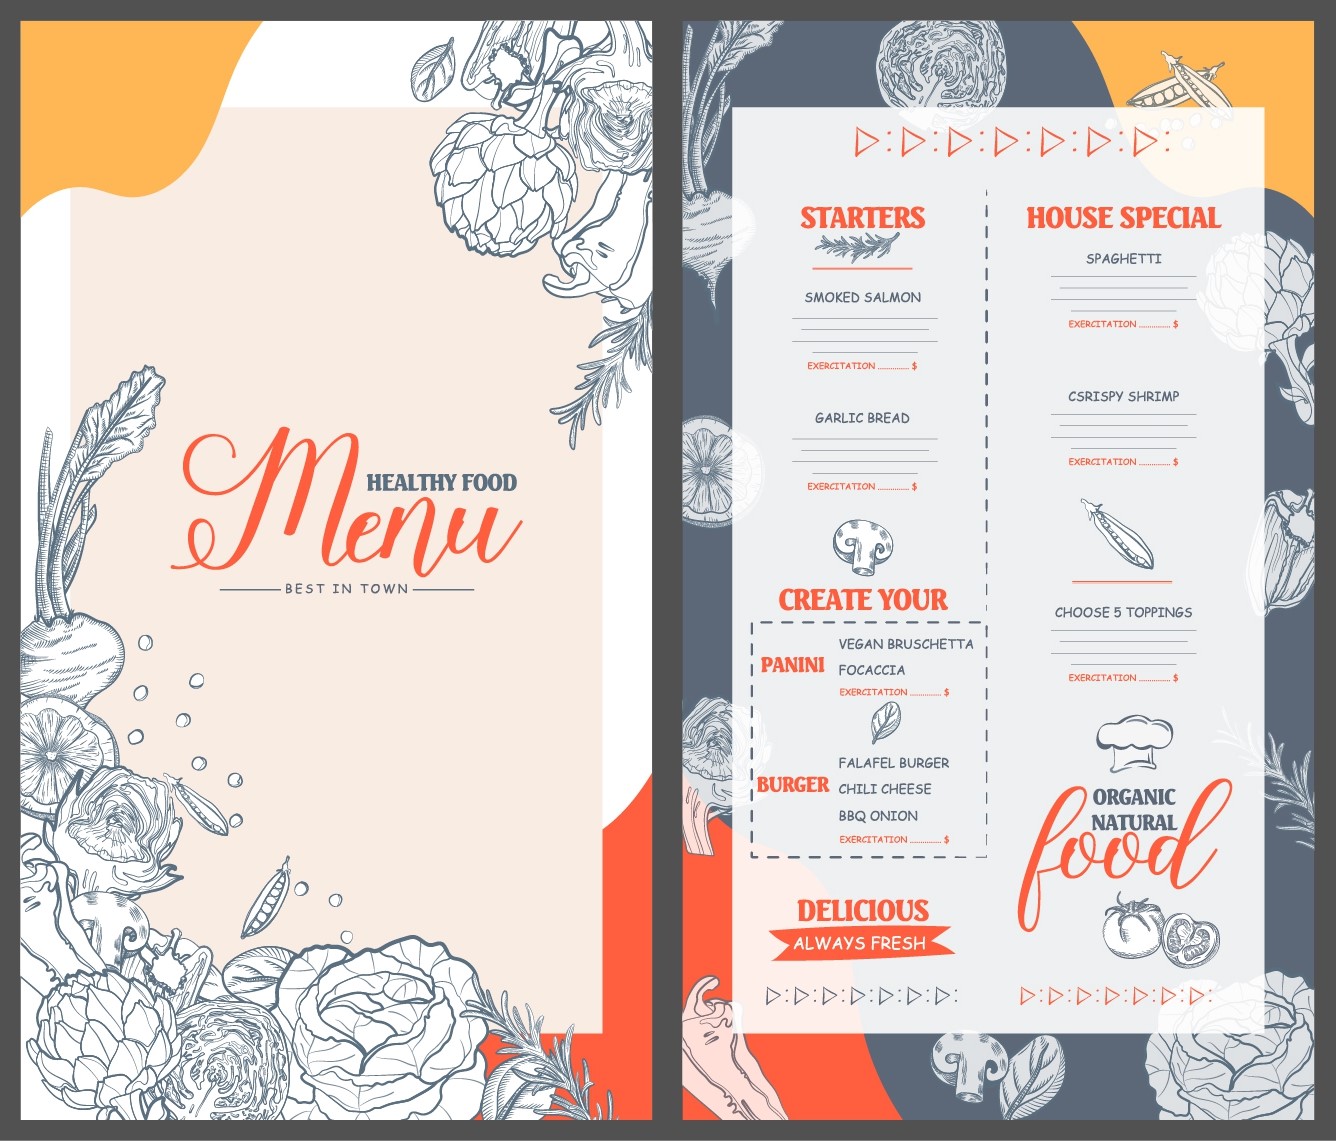 HEALTHY FOOD
Menu
BEST IN TOWN
STARTERS
SMOKED SALMON
EXERCITATION ............... $
GARLIC BREAD
EXERCITATION ............... $
CREATE YOUR
PANINI
VEGAN BRUSCHETTA
FOCACCIA
EXERCITATION ............... $
BURGER
FALAFEL BURGER
CHILI CHEESE
BBQ ONION
EXERCITATION ............... $
DELICIOUS
ALWAYS FRESH
HOUSE SPECIAL
SPAGHETTI
EXERCITATION ............... $
CSRISPY SHRIMP
EXERCITATION ............... $
CHOOSE 5 TOPPINGS
EXERCITATION ............... $
ORGANIC
NATURAL
food